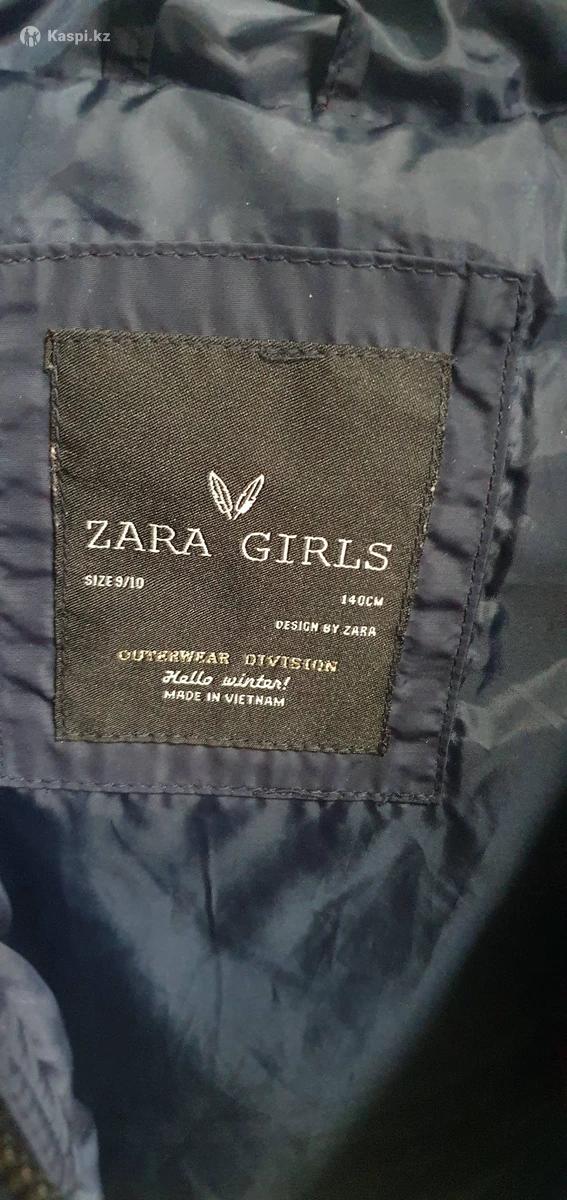 Kaspi.kz
ZARA GIRLS
SIZE 9/10
140CM
DESIGN BY ZARA
OUTERWEAR DIVISION
Hello winter!
MADE IN VIETNAM